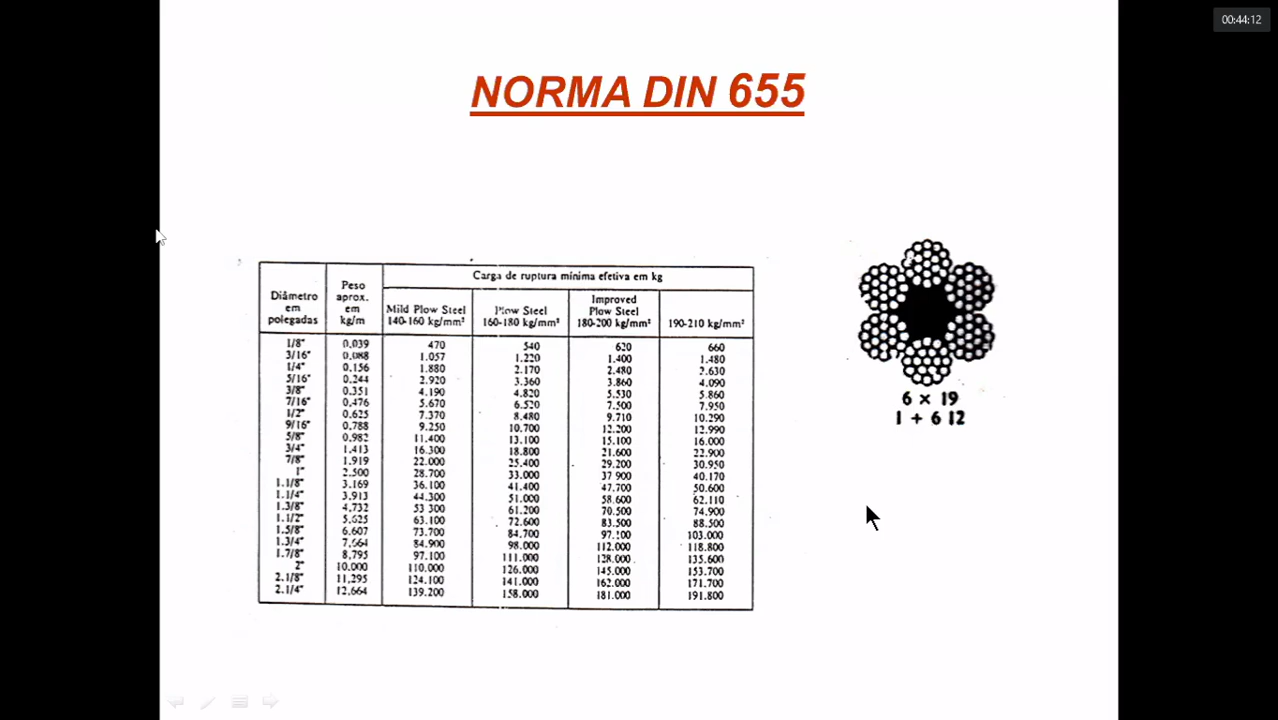 00:44:12
NORMA DIN 655
Diâmetro em polegadas Peso aprox. em kg/m Carga de ruptura mínima efetiva em kg
Mild Plow Steel 140-160 kg/mm² Plow Steel 160-180 kg/mm² Improved Plow Steel 180-200 kg/mm² 190-210 kg/mm²
1/8" 0,039 470 540 620 660
3/16" 0,088 1.057 1.220 1.400 1.480
1/4" 0,156 1.880 2.170 2.480 2.630
5/16" 0,244 2.920 3.360 3.860 4.090
3/8" 0,351 4.190 4.820 5.530 5.860
7/16" 0,476 5.670 6.520 7.500 7.950
1/2" 0,625 7.370 8.480 9.710 10.290
9/16" 0,788 9.250 10.700 12.200 12.990
5/8" 0,982 11.400 13.100 15.100 16.000
3/4" 1.413 16.300 18.800 21.600 22.900
7/8" 1.919 22.000 25.400 29.200 30.950
1" 2.500 28.700 33.000 37 900 40.170
1.1/8" 3.169 36.100 41.400 47.700 50.600
1.1/4" 3,913 44.300 51.000 58.600 62.110
1.3/8" 4,732 53 300 61.200 70.500 74.900
1.1/2" 5,625 63.100 72.600 83.500 88.500
1.5/8" 6.607 73.700 84.700 97.100 103.000
1.3/4" 7,664 84.900 98.000 112.000 118.800
1.7/8" 8,795 97.100 111.000 128.000 135.600
2" 10.000 110.000 126.000 145.000 153.700
2.1/8" 11,295 124.100 141.000 162.000 171.700
2.1/4" 12,664 139.200 158.000 181.000 191.800
6 × 19
1 + 6 12